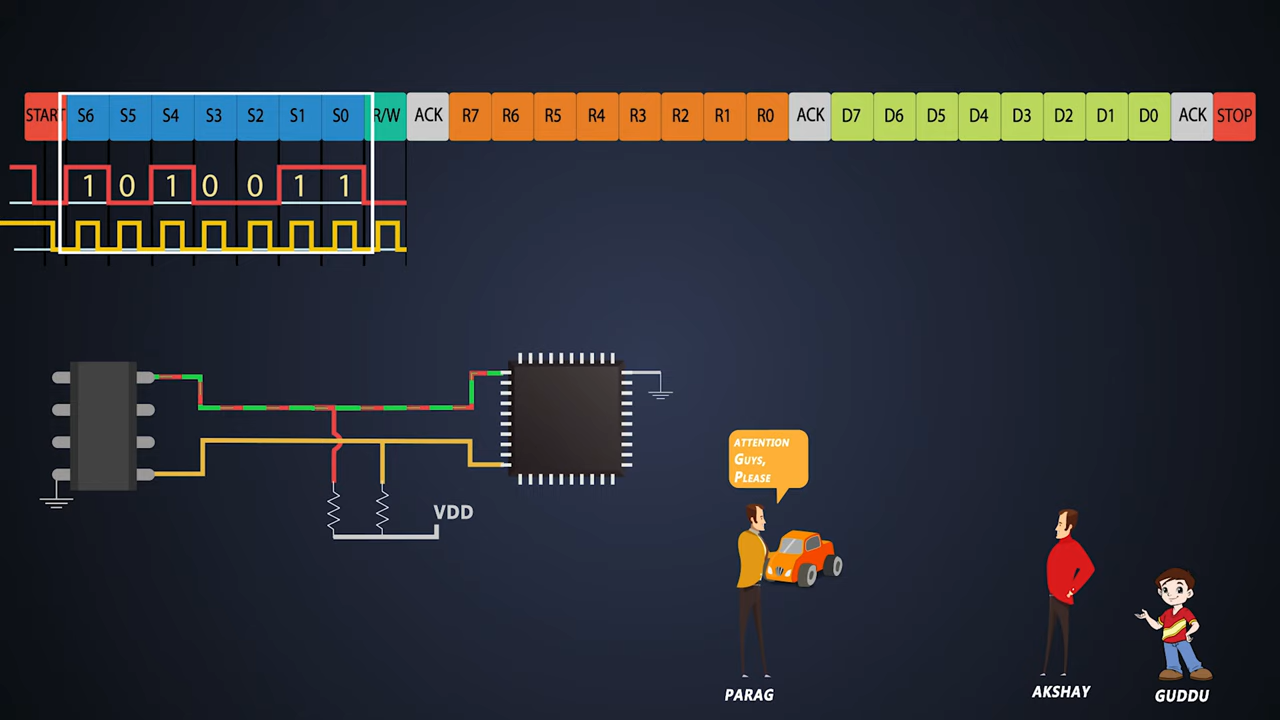 START S6 S5 S4 S3 S2 S1 S0 R/W ACK R7 R6 R5 R4 R3 R2 R1 R0 ACK D7 D6 D5 D4 D3 D2 D1 D0 ACK STOP
1 0 1 0 0 1 1
VDD
ATTENTION
GUYS,
PLEASE
PARAG AKSHAY GUDDU